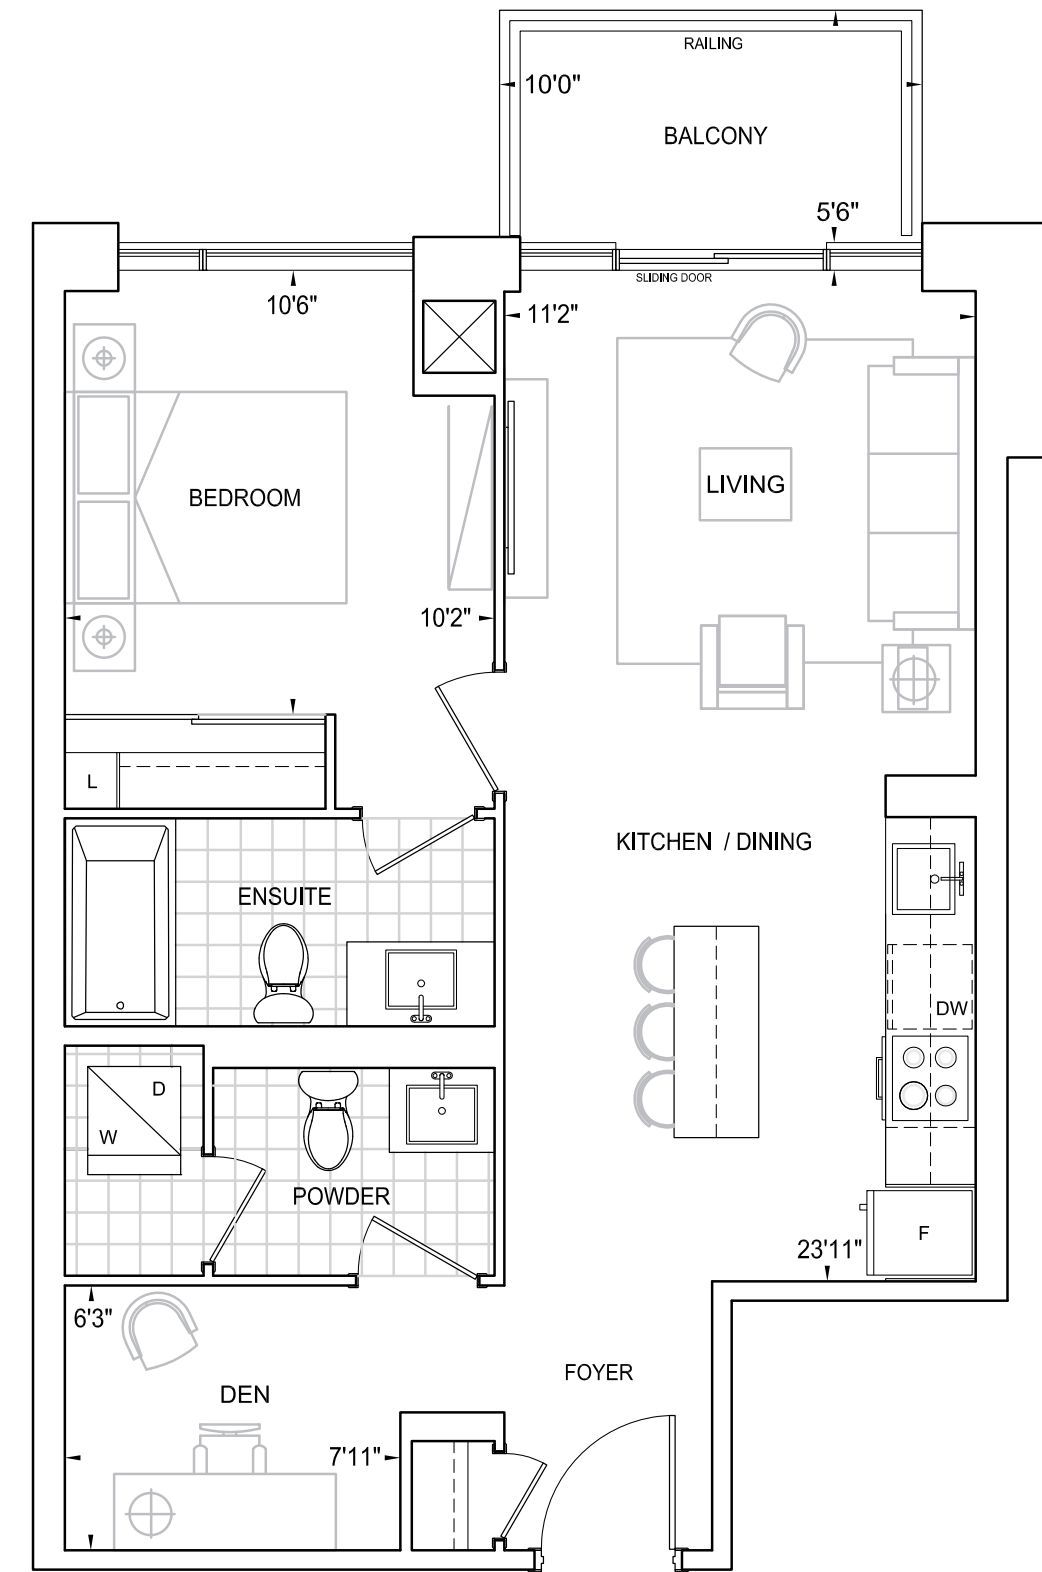 RAILING
10'0"
BALCONY
5'6"
SLIDING DOOR
10'6"
11'2"
LIVING
BEDROOM
10'2"
L
KITCHEN / DINING
ENSUITE
DW
D
W
POWDER
F
23'11"
6'3"
FOYER
DEN
7'11"